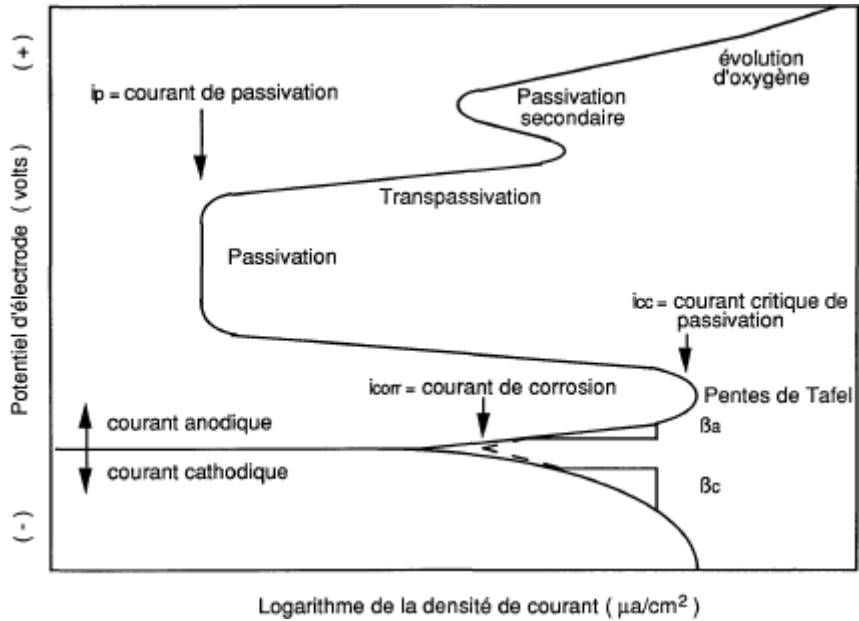 ( + )
évolution
d'oxygène
ip = courant de passivation
Passivation
secondaire
Transpassivation
Passivation
icc = courant critique de
passivation
icorr = courant de corrosion
Pentes de Tafel
courant anodique
ßa
courant cathodique
ßc
( - )
Potentiel d'électrode ( volts )
Logarithme de la densité de courant ( µa/cm² )